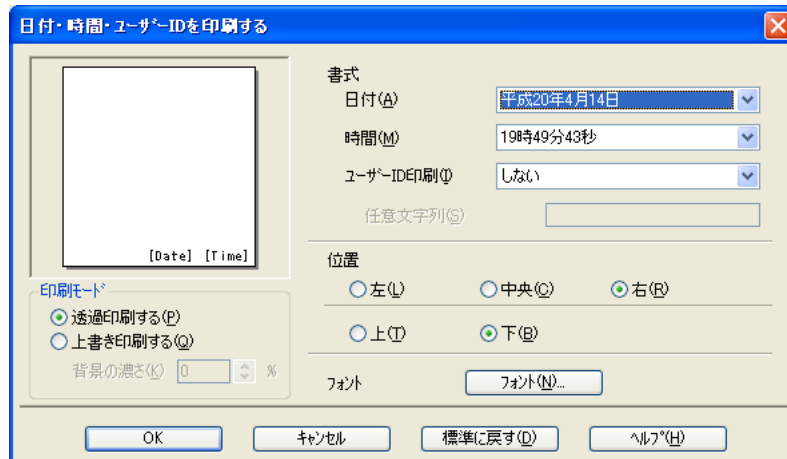 日付・時間・ユーザーIDを印刷する
[Date] [Time]
印刷モード
透過印刷する(P)
上書き印刷する(Q)
背景の濃さ(K) 0 %
書式
日付(A) 平成20年4月14日
時間(M) 19時49分43秒
ユーザーID印刷(I) しない
任意文字列(S)
位置
左(L) 中央(C) 右(R)
上(T) 下(B)
フォント フォント(N)...
OK キャンセル 標準に戻す(D) ヘルプ(H)